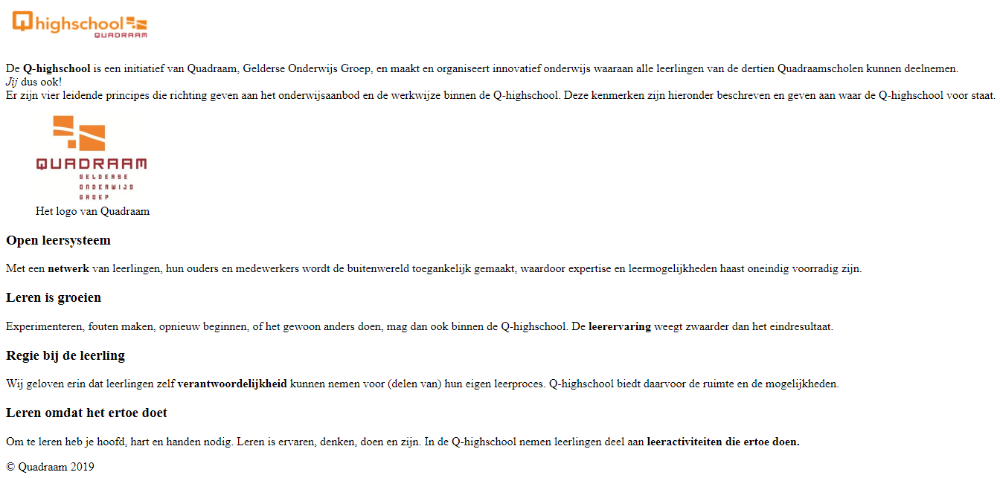 Qhighschool
QUADRAAM
De Q-highschool is een initiatief van Quadraam, Gelderse Onderwijs Groep, en maakt en organiseert innovatief onderwijs waaraan alle leerlingen van de dertien Quadraamscholen kunnen deelnemen.
Jij dus ook!
Er zijn vier leidende principes die richting geven aan het onderwijsaanbod en de werkwijze binnen de Q-highschool. Deze kenmerken zijn hieronder beschreven en geven aan waar de Q-highschool voor staat.
QUADRAAM
GELDERSE
ONDERWIJS
GROEP
Het logo van Quadraam
Open leersysteem
Met een netwerk van leerlingen, hun ouders en medewerkers wordt de buitenwereld toegankelijk gemaakt, waardoor expertise en leermogelijkheden haast oneindig voorradig zijn.
Leren is groeien
Experimenteren, fouten maken, opnieuw beginnen, of het gewoon anders doen, mag dan ook binnen de Q-highschool. De leerervaring weegt zwaarder dan het eindresultaat.
Regie bij de leerling
Wij geloven erin dat leerlingen zelf verantwoordelijkheid kunnen nemen voor (delen van) hun eigen leerproces. Q-highschool biedt daarvoor de ruimte en de mogelijkheden.
Leren omdat het ertoe doet
Om te leren heb je hoofd, hart en handen nodig. Leren is ervaren, denken, doen en zijn. In de Q-highschool nemen leerlingen deel aan leeractiviteiten die ertoe doen.
© Quadraam 2019